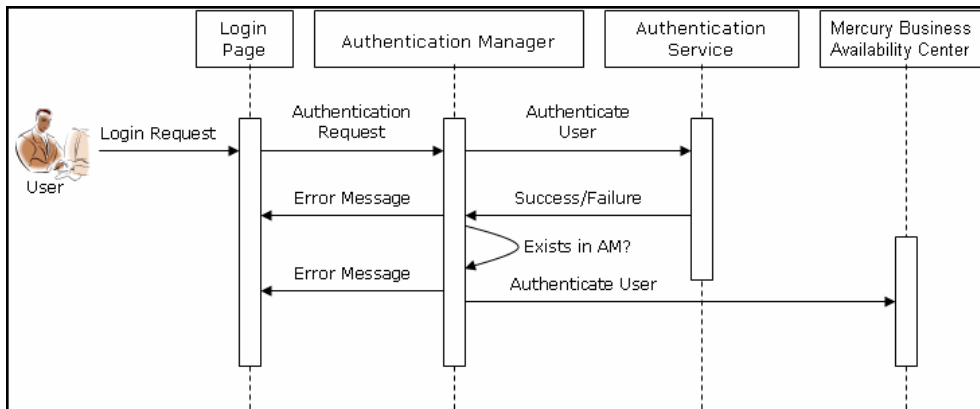 Login
Page
Authentication Manager
Authentication
Service
Mercury Business
Availability Center
Login Request
Authentication
Request
Authenticate
User
User
Error Message
Success/Failure
Exists in AM?
Error Message
Authenticate User